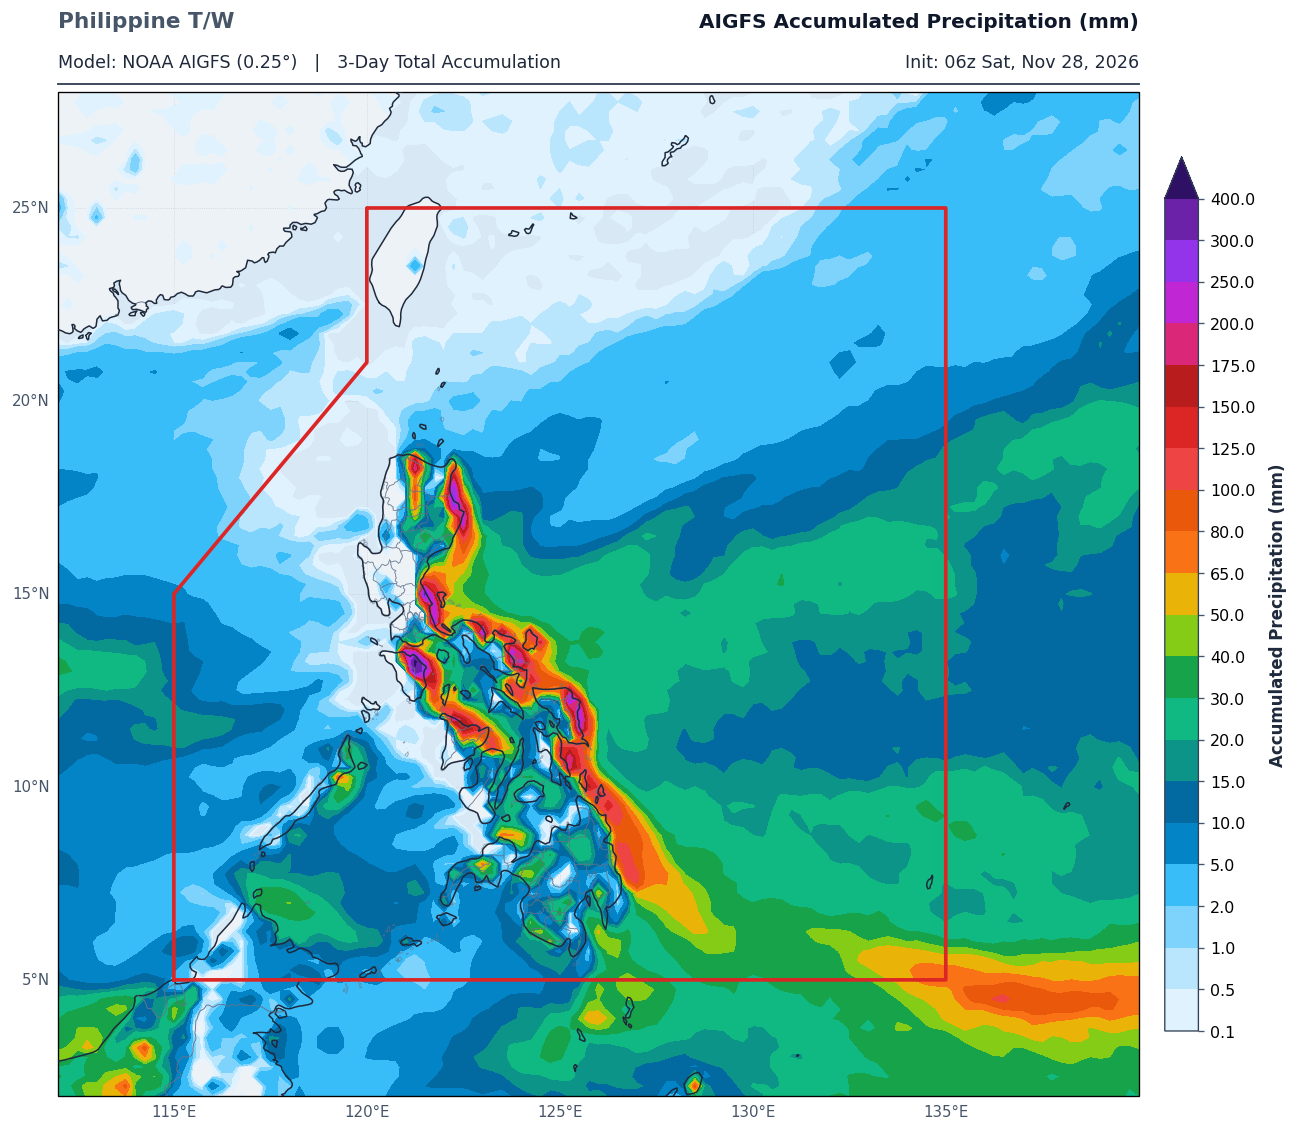 Philippine T/W
AIGFS Accumulated Precipitation (mm)
Model: NOAA AIGFS (0.25°)   |   3-Day Total Accumulation
Init: 06z Sat, Nov 28, 2026
25°N
20°N
15°N
10°N
5°N
115°E
120°E
125°E
130°E
135°E
400.0
300.0
250.0
200.0
175.0
150.0
125.0
100.0
80.0
65.0
50.0
40.0
30.0
20.0
15.0
10.0
5.0
2.0
1.0
0.5
0.1
Accumulated Precipitation (mm)